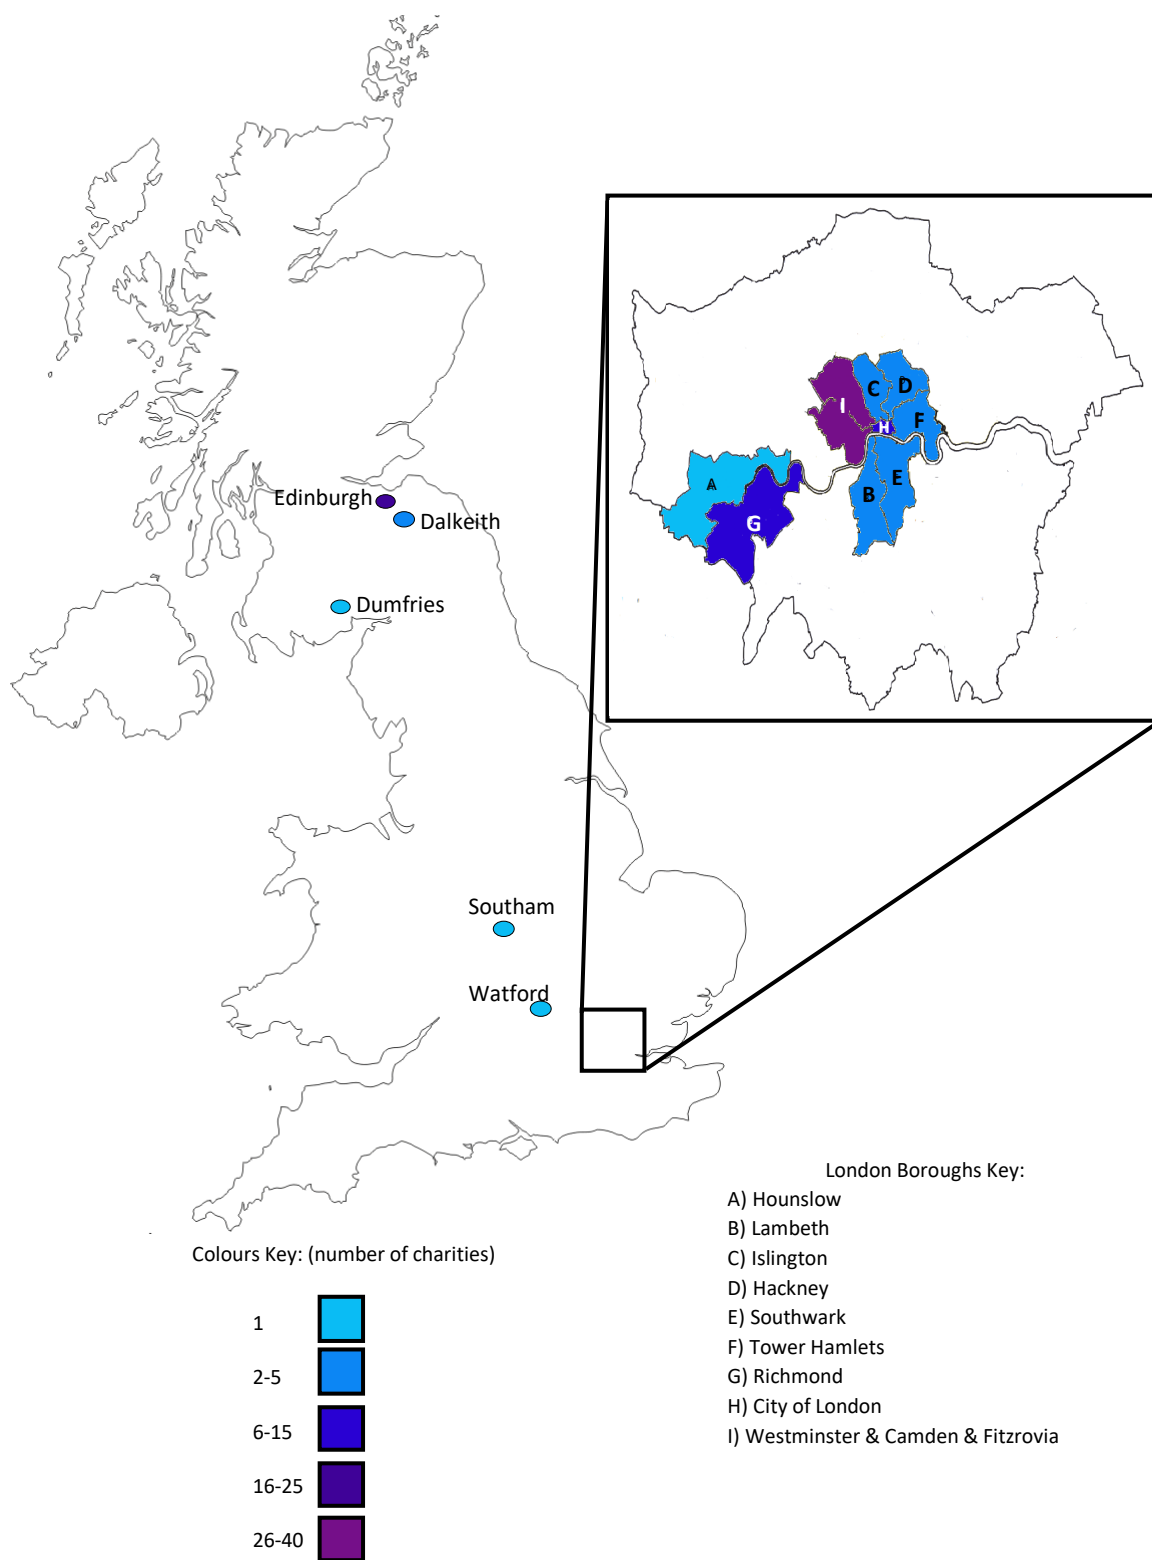 C
D
I
F
H
A
E
B
G
Edinburgh
Dalkeith
Dumfries
Southam
Watford
London Boroughs Key:
A) Hounslow
B) Lambeth
C) Islington
D) Hackney
E) Southwark
F) Tower Hamlets
G) Richmond
H) City of London
I) Westminster & Camden & Fitzrovia
Colours Key: (number of charities)
1
2-5
6-15
16-25
26-40